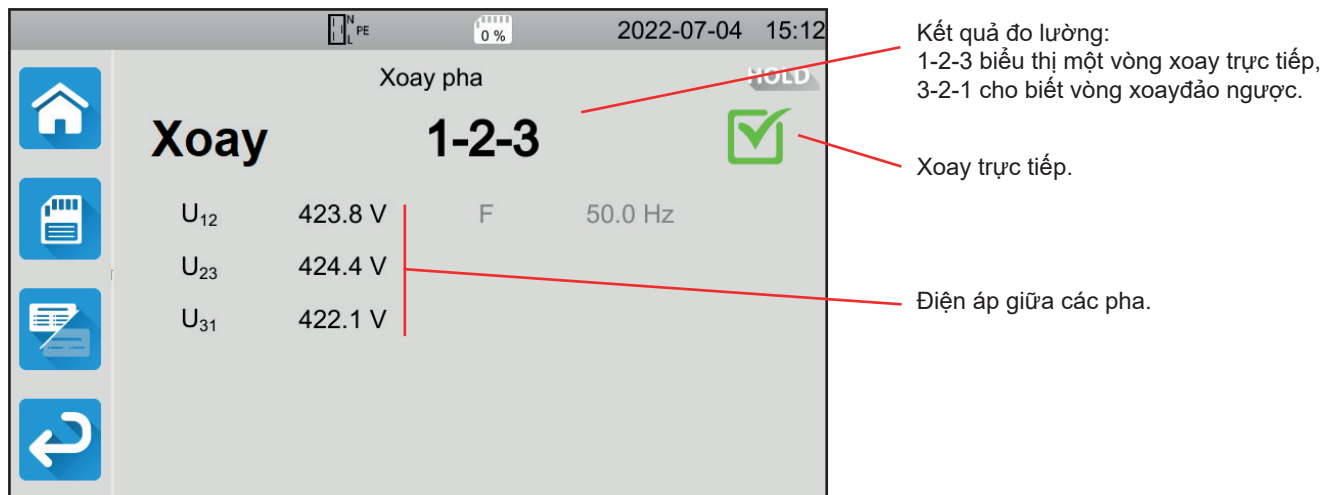 N
L PE 0 % 2022-07-04 15:12
Xoay pha HOLD
Xoay 1-2-3
U12 423.8 V F 50.0 Hz
U23 424.4 V
U31 422.1 V
Kết quả đo lường:
1-2-3 biểu thị một vòng xoay trực tiếp,
3-2-1 cho biết vòng xoayđảo ngược.
Xoay trực tiếp.
Điện áp giữa các pha.